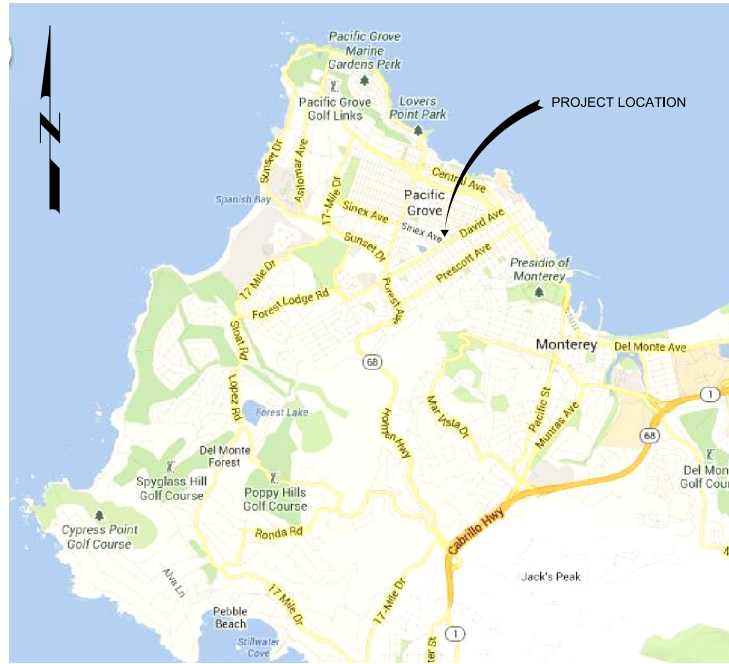 Pacific Grove
Marine
Gardens Park
N
Pacific Grove
Golf Links
Lovers
Point Park
PROJECT LOCATION
Sunset Dr
Asilomar Ave
17-Mile Dr
Central Ave
Spanish Bay
Sinex Ave
Pacific
Grove
Sinex Ave
David Ave
Sunset Dr
Prescott Ave
17 Mile Dr
Presidio of
Monterey
Forest Lodge Rd
Forest Ave
Sloat Rd
Monterey
Del Monte Ave
68
1
Lopez Rd
Mar Vista Dr
Pacific St
Munras Ave
Forest Lake
Holman Hwy
68
Del Monte
Forest
Spyglass Hill
Golf Course
Poppy Hills
Golf Course
Del Mon
Golf Cour
Cypress Point
Golf Course
Ronda Rd
Cabrillo Hwy
Alva Ln
Jack's Peak
17 Mile Dr
17-Mile Dr
Pebble
Beach
Stillwater
Cove
1